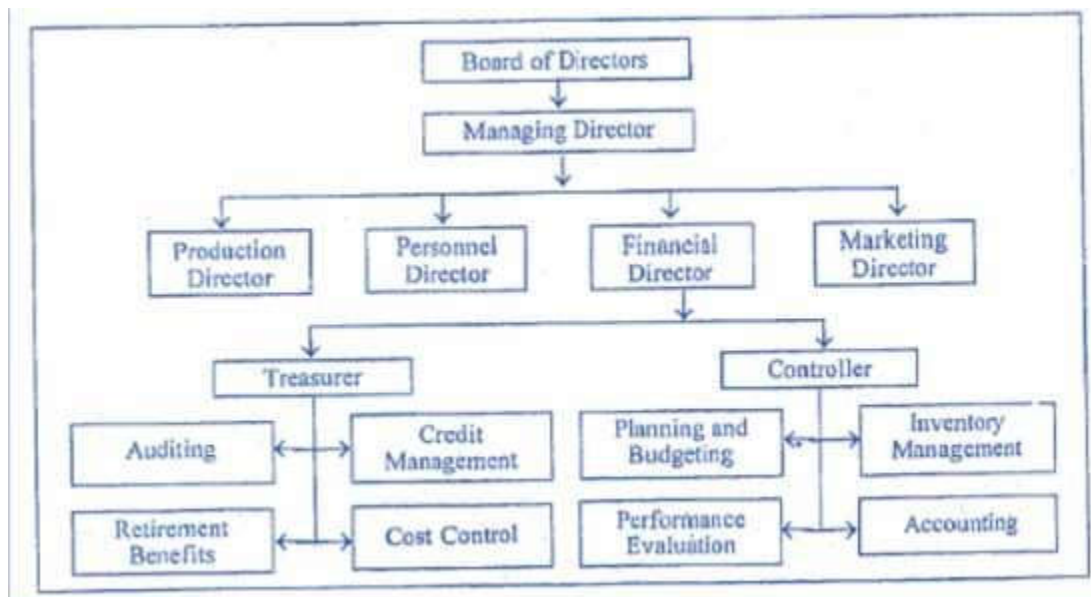 Board of Directors
Managing Director
Production
Director
Personnel
Director
Financial
Director
Marketing
Director
Treasurer
Controller
Auditing
Credit
Management
Planning and
Budgeting
Inventory
Management
Retirement
Benefits
Cost Control
Performance
Evaluation
Accounting